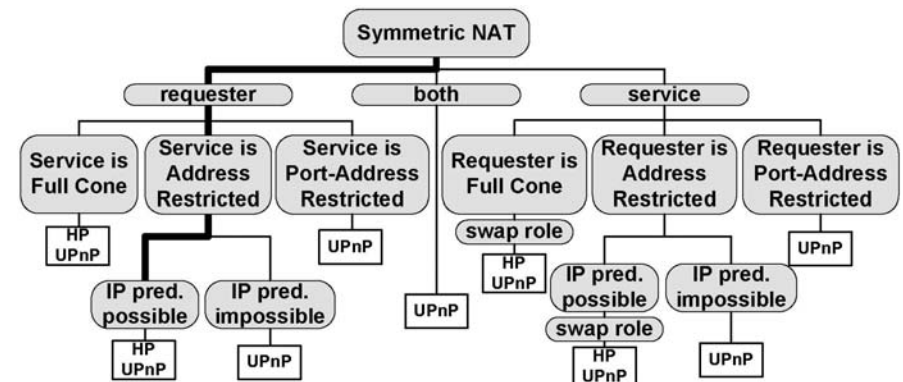 Symmetric NAT
requester
both
service
Service is
Full Cone
Service is
Address
Restricted
Service is
Port-Address
Restricted
Requester is
Full Cone
Requester is
Address
Restricted
Requester is
Port-Address
Restricted
HP
UPnP
UPnP
swap role
HP
UPnP
UPnP
IP pred.
possible
IP pred.
impossible
UPnP
IP pred.
possible
IP pred.
impossible
swap role
HP
UPnP
UPnP
HP
UPnP
UPnP